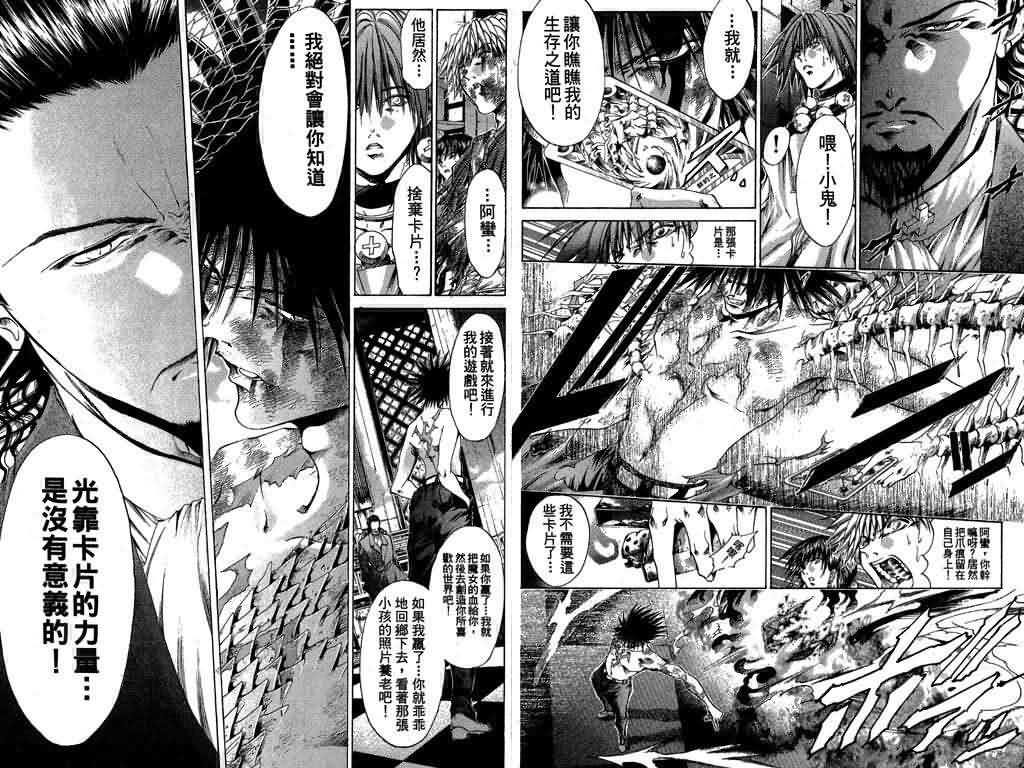 喂！小鬼！
！
…我就…
讓你瞧瞧我的
生存之道吧！
那張卡
片是…
阿蠻，你幹
嘛呀？居然
把爪痕留在
自己身上！
我不需要這
些卡片了…
…阿蠻…
他居然…
捨棄卡片…？
接著就來進行
我的遊戲吧！
如果你贏了…我就
把魔女的血給你，
然後去創造你所喜
歡的世界吧！
如果我贏了…你就乖乖
地回鄉下去，看著那張
小孩的照片養老吧！
我絕對會讓你知道
……
光靠卡片的力量…
是沒有意義的！